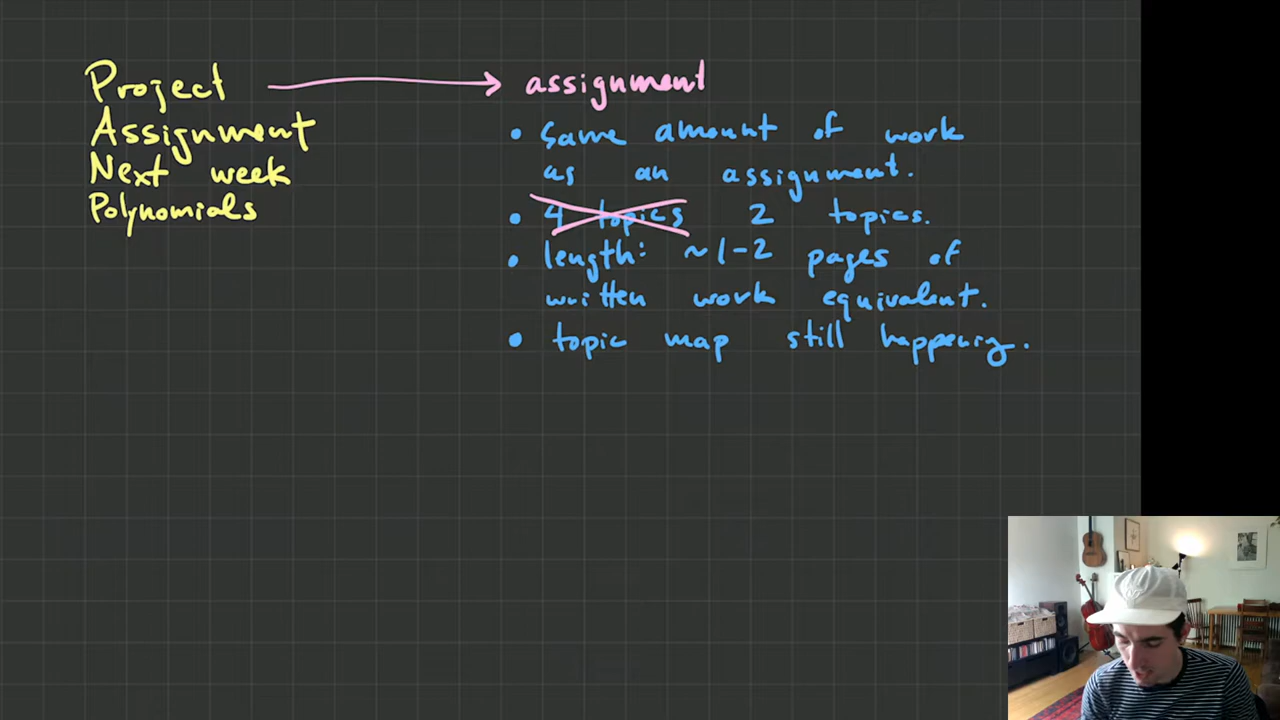 Project → assignment
Assignment
Next week
Polynomials
• Same amount of work
as an assignment.
• 4 topics 2 topics.
• length: ~1-2 pages of
written work equivalent.
• topic map still happening.